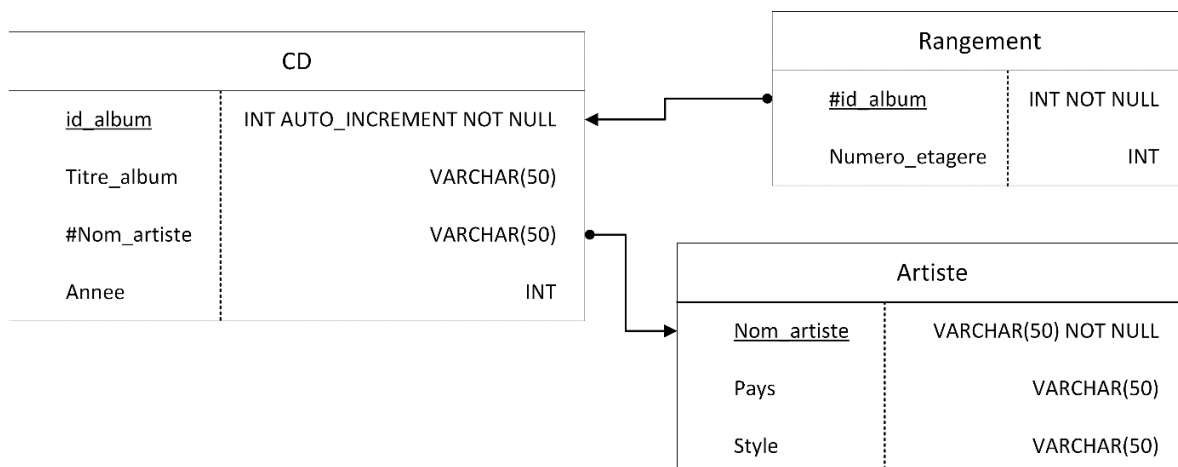 CD
id_album INT AUTO_INCREMENT NOT NULL
Titre_album VARCHAR(50)
#Nom_artiste VARCHAR(50)
Annee INT
Rangement
#id_album INT NOT NULL
Numero_etagere INT
Artiste
Nom_artiste VARCHAR(50) NOT NULL
Pays VARCHAR(50)
Style VARCHAR(50)